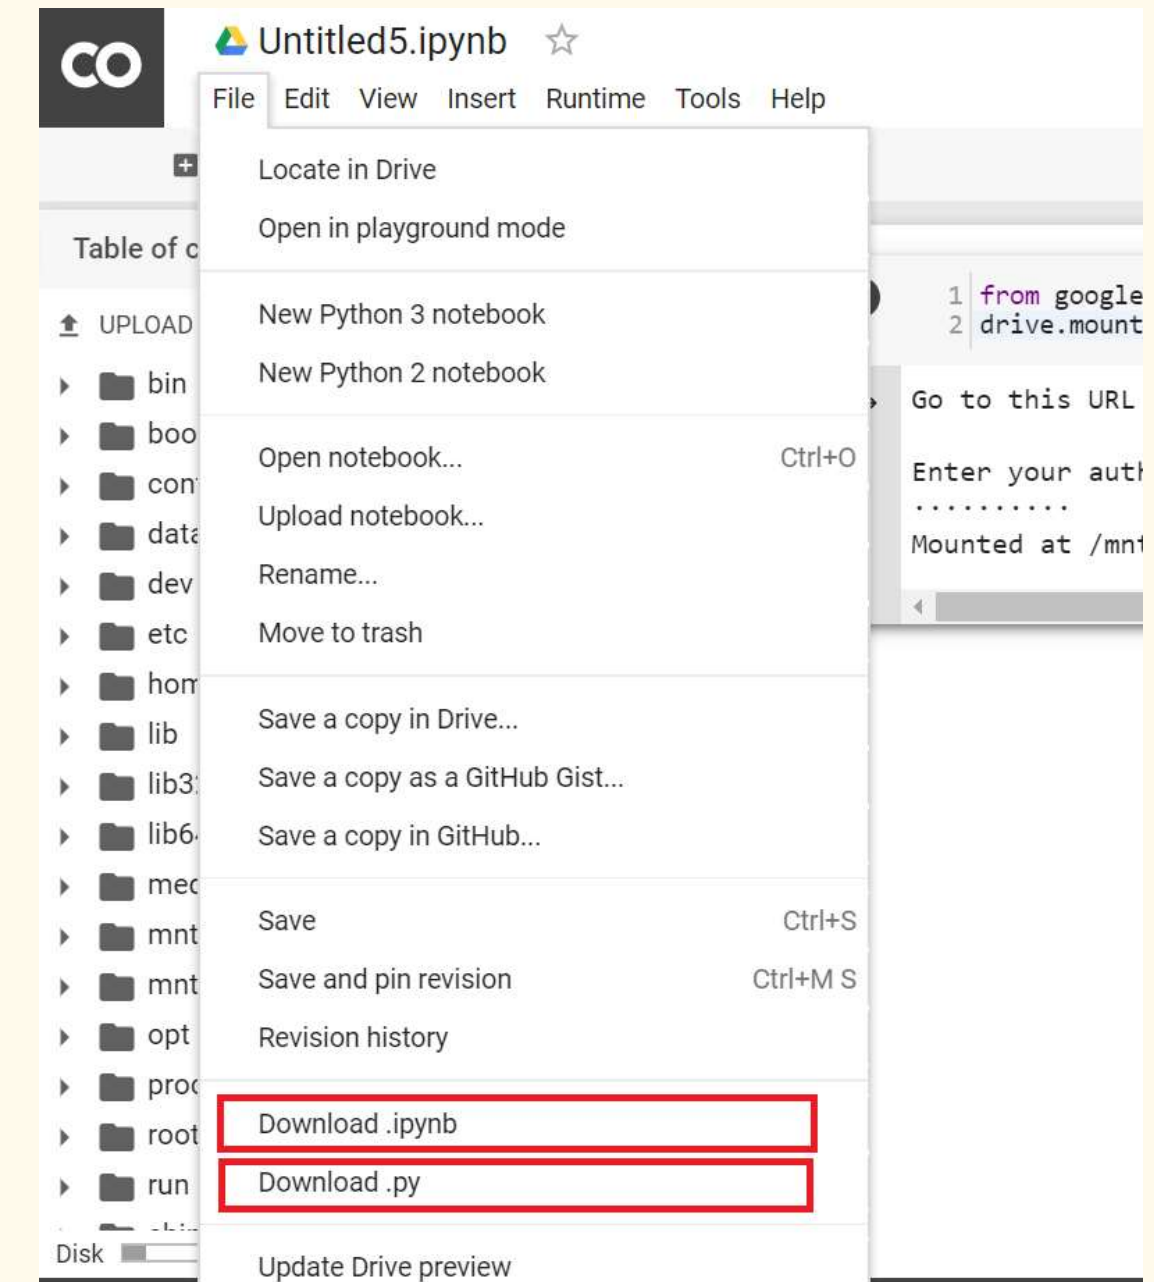 CO
Untitled5.ipynb
File Edit View Insert Runtime Tools Help
Locate in Drive
Open in playground mode
Table of c
New Python 3 notebook
New Python 2 notebook
UPLOAD
1 from google
2 drive.mount
bin
boo
con
data
dev
etc
hom
lib
lib32
lib64
med
mnt
mnt
opt
proc
root
run
Open notebook... Ctrl+O
Upload notebook...
Rename...
Move to trash
Save a copy in Drive...
Save a copy as a GitHub Gist...
Save a copy in GitHub...
Save Ctrl+S
Save and pin revision Ctrl+M S
Revision history
Download .ipynb
Download .py
Update Drive preview
Go to this URL
Enter your auth
··········
Mounted at /mnt
Disk